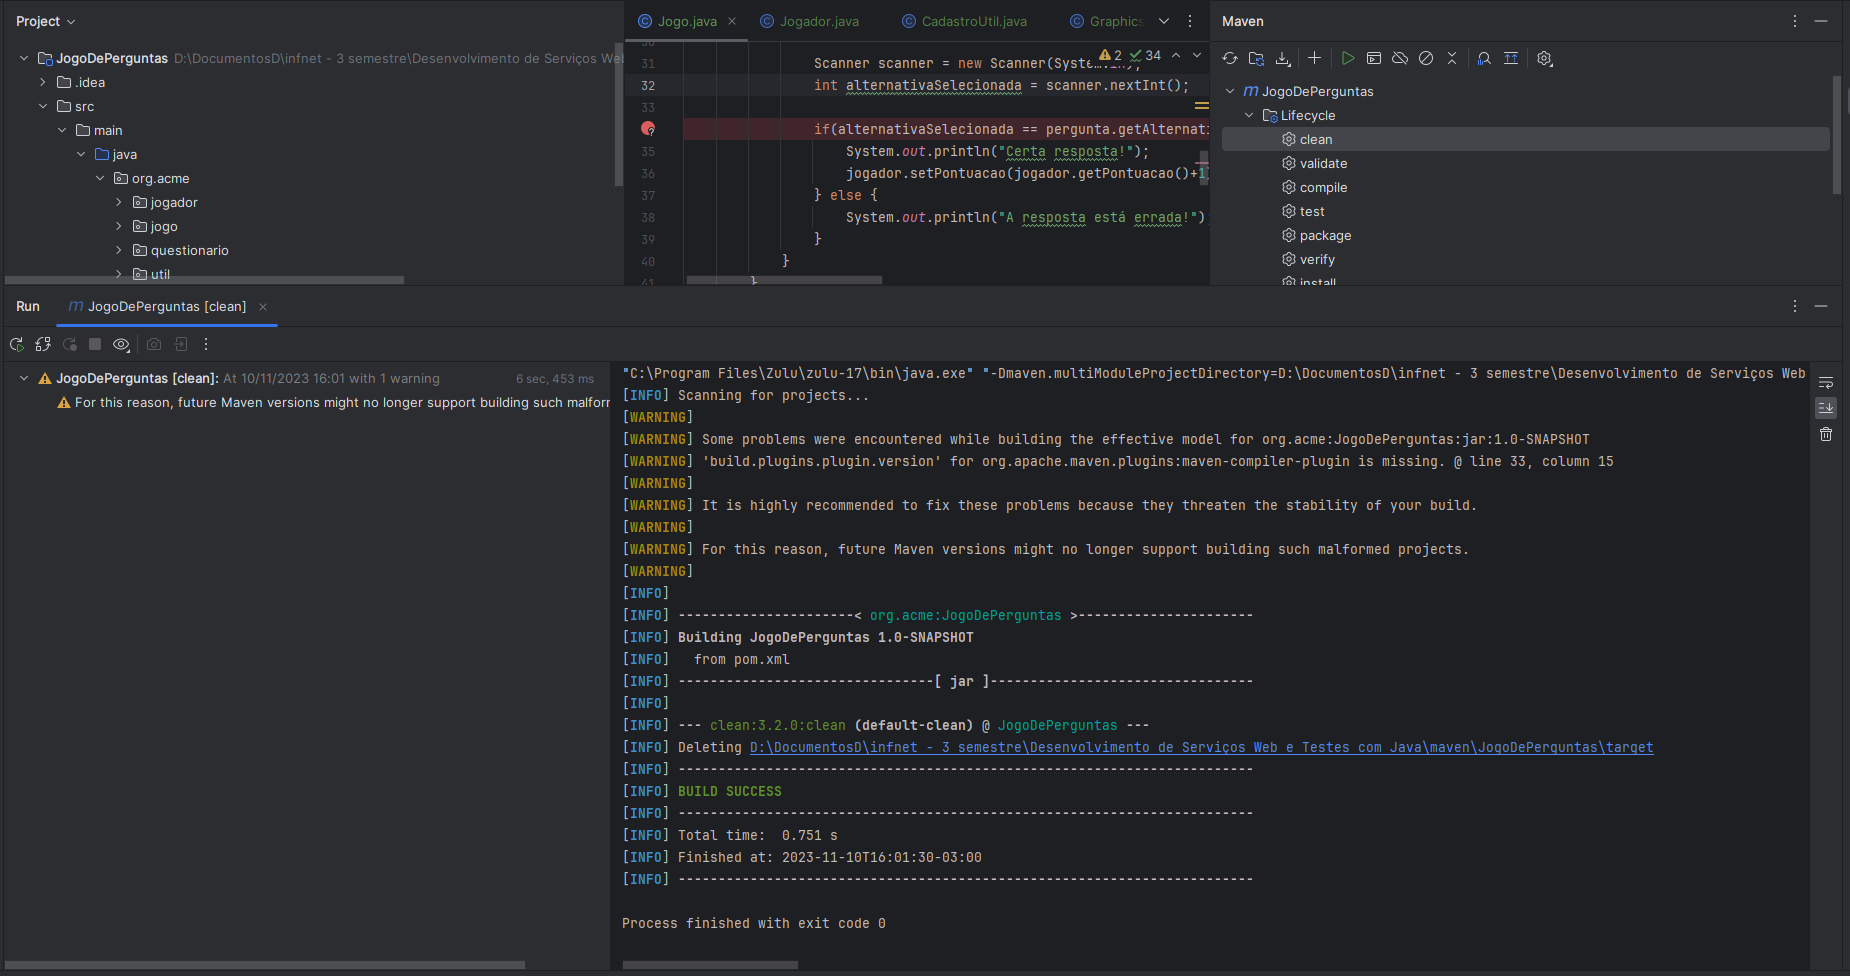 Project
JogoDePerguntas D:\DocumentosD\infnet - 3 semestre\Desenvolvimento de Serviços Web
.idea
src
main
java
org.acme
jogador
jogo
questionario
util
Jogo.java
Jogador.java
CadastroUtil.java
Graphics
2 34
31 Scanner scanner = new Scanner(System.in);
32 int alternativaSelecionada = scanner.nextInt();
33
if(alternativaSelecionada == pergunta.getAlternati
35 System.out.println("Certa resposta!");
36 jogador.setPontuacao(jogador.getPontuacao()+1
37 } else {
38 System.out.println("A resposta está errada!")
39 }
40 }
41 }
Maven
JogoDePerguntas
Lifecycle
clean
validate
compile
test
package
verify
install
Run
JogoDePerguntas [clean]
JogoDePerguntas [clean]: At 10/11/2023 16:01 with 1 warning 6 sec, 453 ms
For this reason, future Maven versions might no longer support building such malforr
"C:\Program Files\Zulu\zulu-17\bin\java.exe" "-Dmaven.multiModuleProjectDirectory=D:\DocumentosD\infnet - 3 semestre\Desenvolvimento de Serviços Web
[INFO] Scanning for projects...
[WARNING]
[WARNING] Some problems were encountered while building the effective model for org.acme:JogoDePerguntas:jar:1.0-SNAPSHOT
[WARNING] 'build.plugins.plugin.version' for org.apache.maven.plugins:maven-compiler-plugin is missing. @ line 33, column 15
[WARNING]
[WARNING] It is highly recommended to fix these problems because they threaten the stability of your build.
[WARNING]
[WARNING] For this reason, future Maven versions might no longer support building such malformed projects.
[WARNING]
[INFO]
[INFO] ----------------------< org.acme:JogoDePerguntas >----------------------
[INFO] Building JogoDePerguntas 1.0-SNAPSHOT
[INFO]   from pom.xml
[INFO] --------------------------------[ jar ]---------------------------------
[INFO]
[INFO] --- clean:3.2.0:clean (default-clean) @ JogoDePerguntas ---
[INFO] Deleting D:\DocumentosD\infnet - 3 semestre\Desenvolvimento de Serviços Web e Testes com Java\maven\JogoDePerguntas\target
[INFO] ------------------------------------------------------------------------
[INFO] BUILD SUCCESS
[INFO] ------------------------------------------------------------------------
[INFO] Total time:  0.751 s
[INFO] Finished at: 2023-11-10T16:01:30-03:00
[INFO] ------------------------------------------------------------------------
Process finished with exit code 0